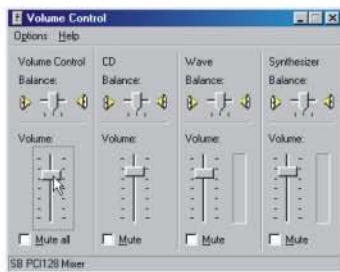 Volume Control
Options Help
Volume Control CD Wave Synthesizer
Balance: Balance: Balance: Balance:
Volume: Volume: Volume: Volume:
Mute all Mute Mute Mute
SB PCI128 Mixer